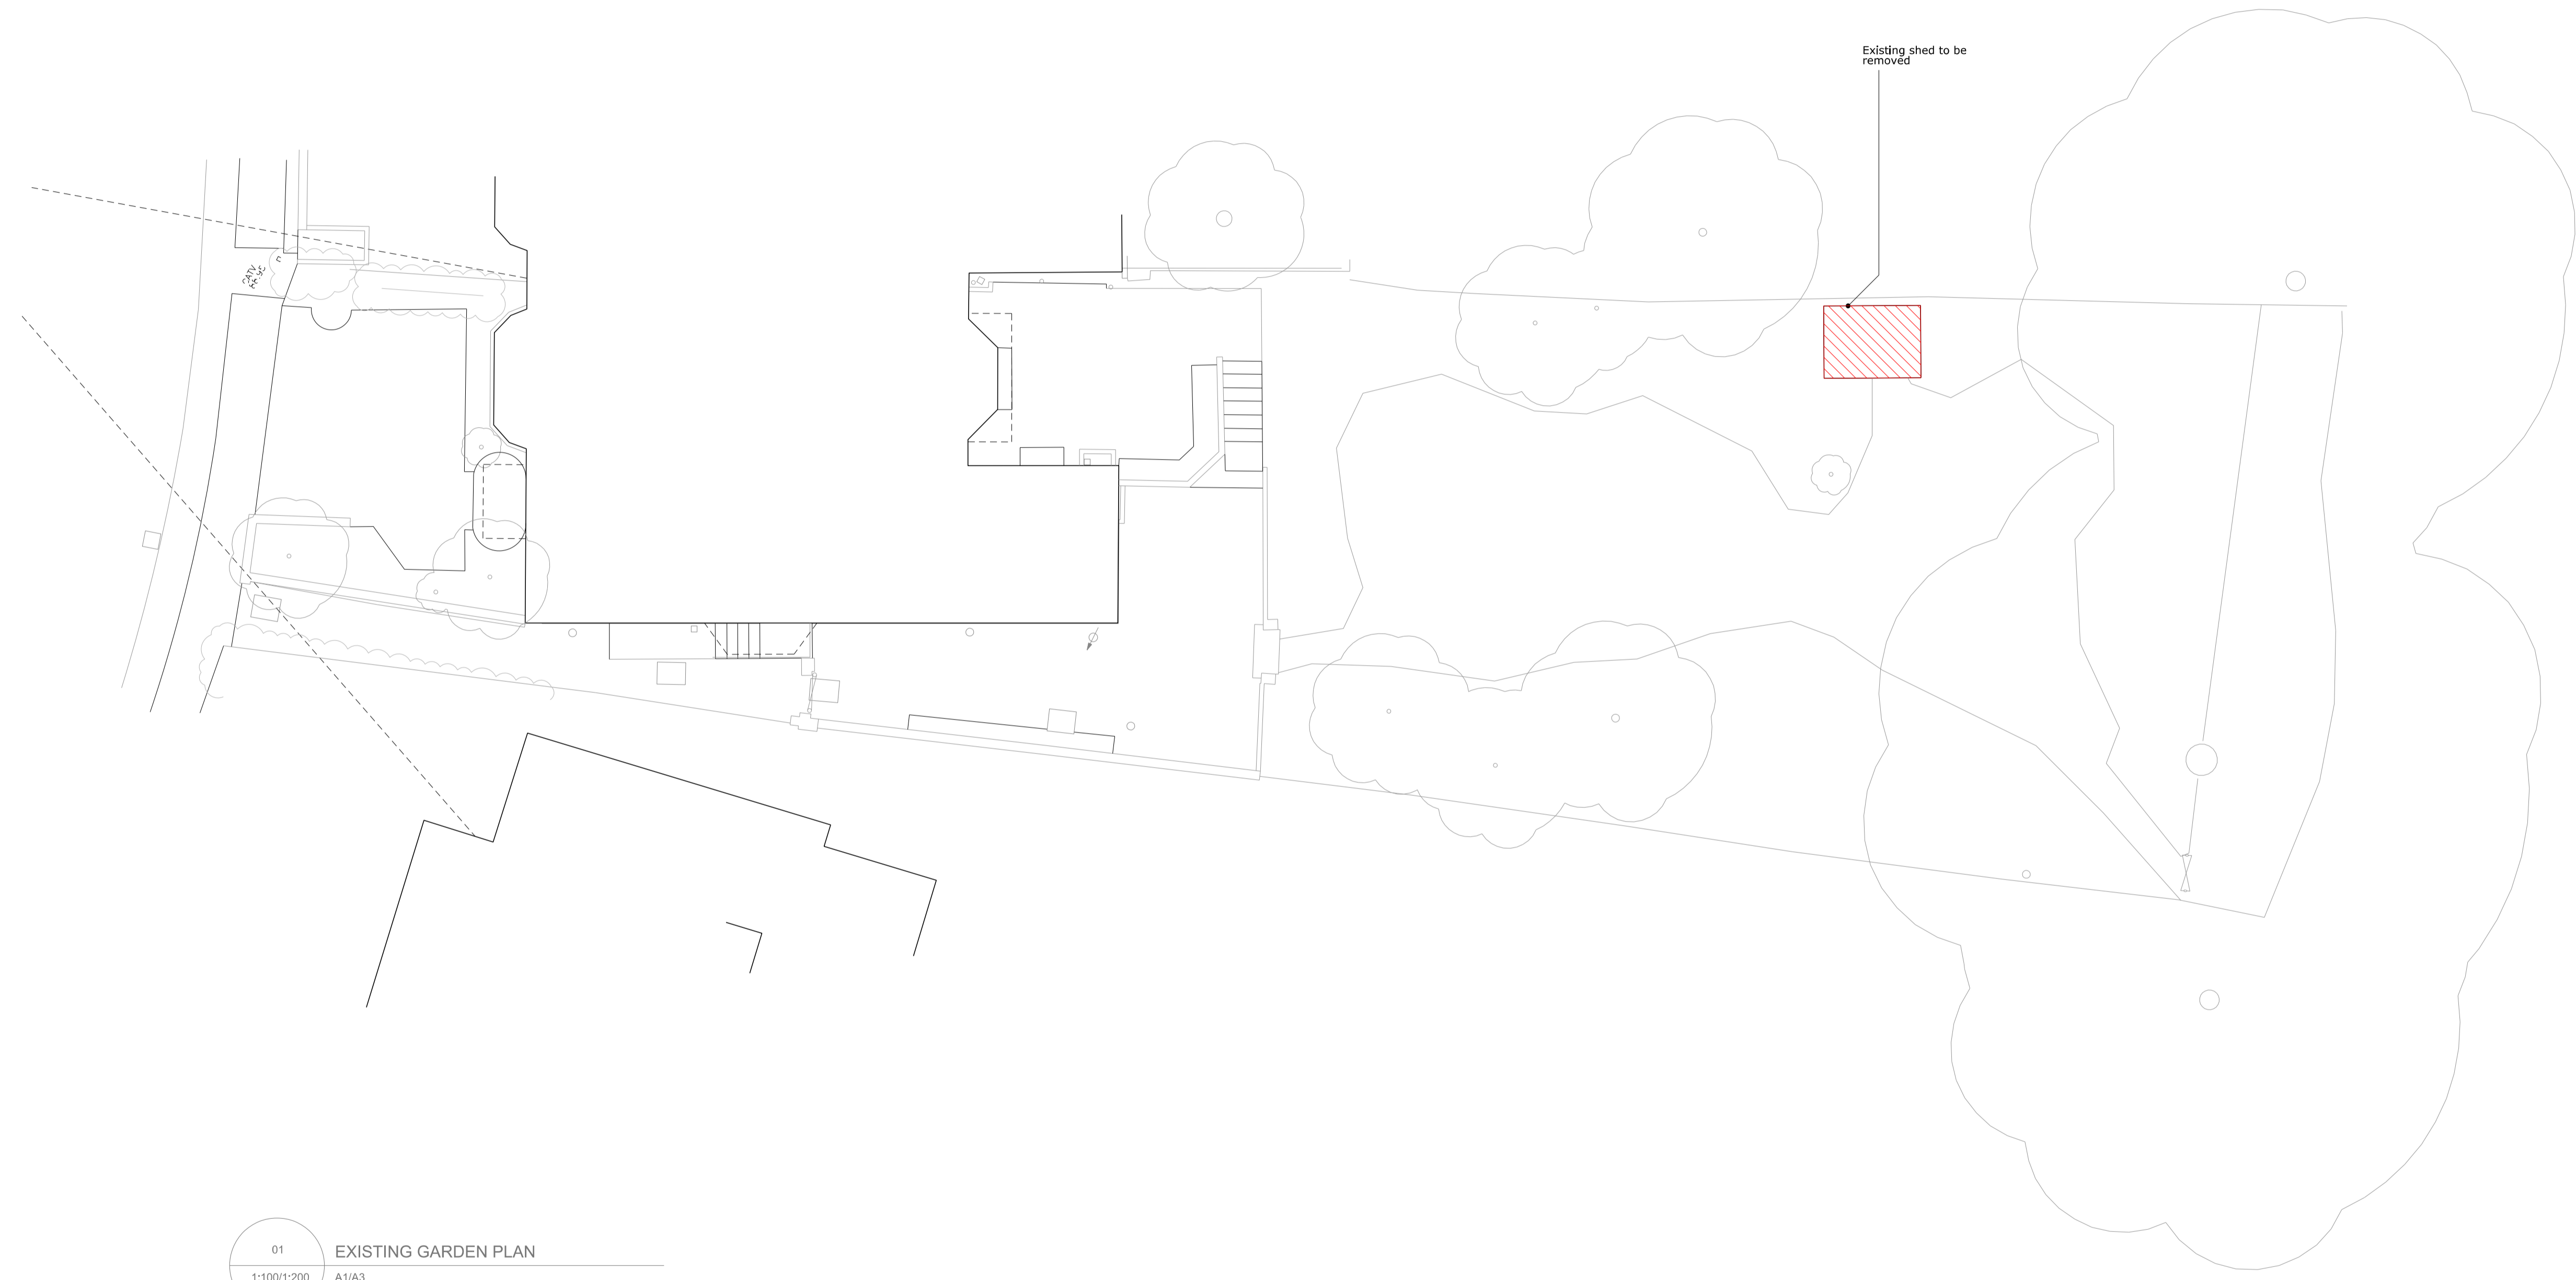 Existing shed to be
removed
CATV
01
EXISTING GARDEN PLAN
1:100/1:200
A1/A3